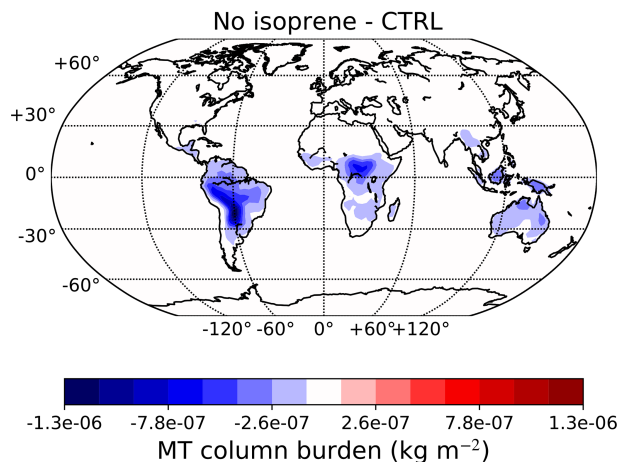 No isoprene - CTRL
+60°
+30°
0°
-30°
-60°
-120° -60° 0° +60° +120°
-1.3e-06 -7.8e-07 -2.6e-07 2.6e-07 7.8e-07 1.3e-06
MT column burden (kg m⁻²)